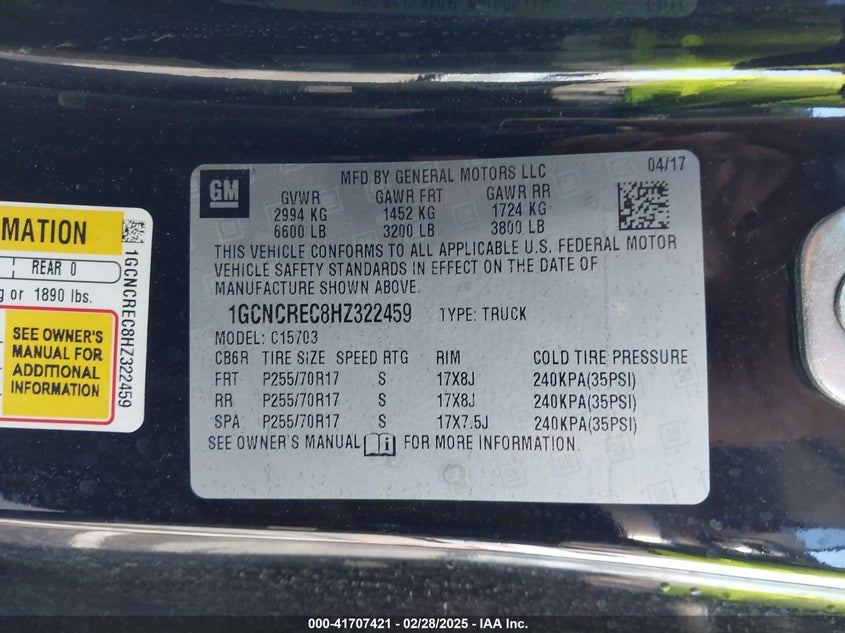 MATION
REAR 0
g or 1890 lbs.
SEE OWNER'S
MANUAL FOR
ADDITIONAL
INFORMATION
1GCNCREC8HZ322459
GM
MFD BY GENERAL MOTORS LLC 04/17
GVWR GAWR FRT GAWR RR
2994 KG 1452 KG 1724 KG
6600 LB 3200 LB 3800 LB
THIS VEHICLE CONFORMS TO ALL APPLICABLE U.S. FEDERAL MOTOR
VEHICLE SAFETY STANDARDS IN EFFECT ON THE DATE OF
MANUFACTURE SHOWN ABOVE.
1GCNCREC8HZ322459 TYPE: TRUCK
MODEL: C15703
CB6R TIRE SIZE SPEED RTG RIM COLD TIRE PRESSURE
FRT P255/70R17 S 17X8J 240KPA(35PSI)
RR P255/70R17 S 17X8J 240KPA(35PSI)
SPA P255/70R17 S 17X7.5J 240KPA(35PSI)
SEE OWNER'S MANUAL FOR MORE INFORMATION.
000-41707421 - 02/28/2025 - IAA Inc.